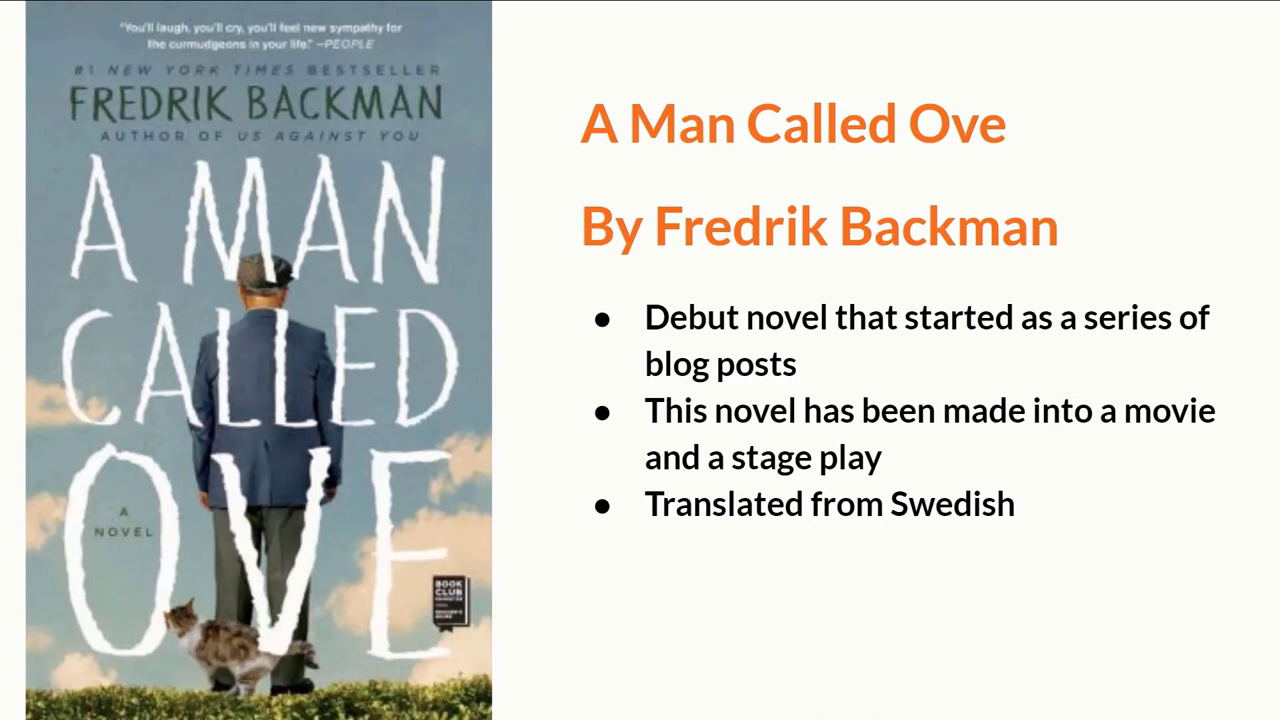 "You'll laugh, you'll cry, you'll feel new sympathy for
the curmudgeons in your life." —PEOPLE
#1 NEW YORK TIMES BESTSELLER
FREDRIK BACKMAN
AUTHOR OF US AGAINST YOU
A MAN
CALLED
OVE
A
NOVEL
BOOK
CLUB
A Man Called Ove
By Fredrik Backman
● Debut novel that started as a series of
blog posts
● This novel has been made into a movie
and a stage play
● Translated from Swedish